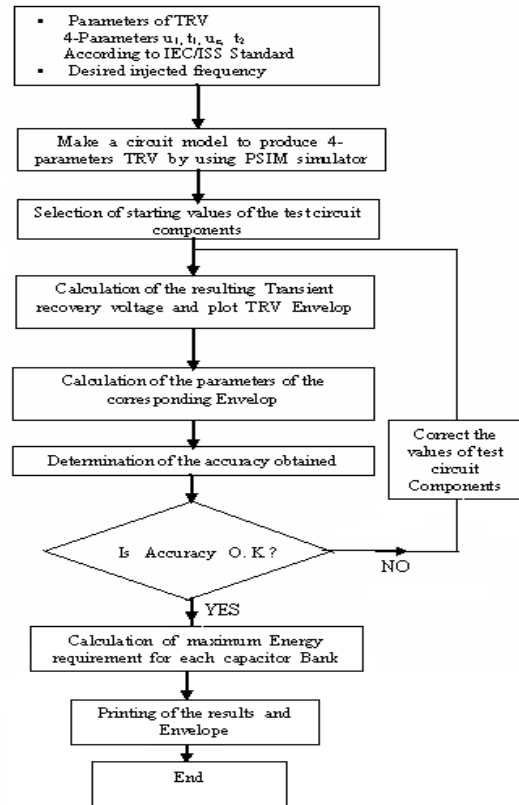 ▪ Parameters of TRV
4-Parameters u1, t1, uc, t2
According to IEC/ISS Standard
▪ Desired injected frequency
Make a circuit model to produce 4-
parameters TRV by using PSIM simulator
Selection of starting values of the test circuit
components
Calculation of the resulting Transient
recovery voltage and plot TRV Envelop
Calculation of the parameters of the
corresponding Envelop
Determination of the accuracy obtained
Correct the
values of test
circuit
Components
Is Accuracy O. K.?
NO
YES
Calculation of maximum Energy
requirement for each capacitor Bank
Printing of the results and
Envelope
End